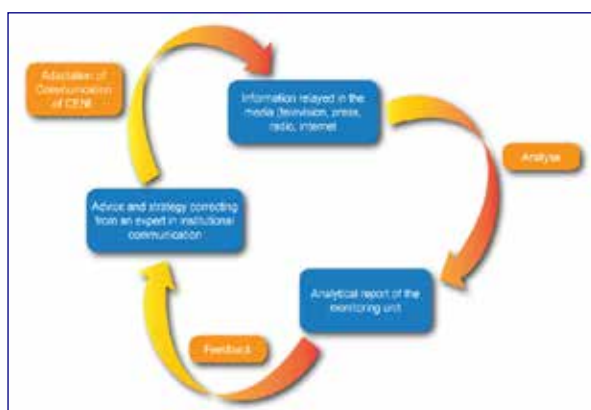 Adaptation of
Communication
of CENI
Information relayed in the
media (television, press,
radio, internet
Analyse
Advice and strategy correcting
from an expert in institutional
communication
Analytical report of the
monitoring unit
Feedback